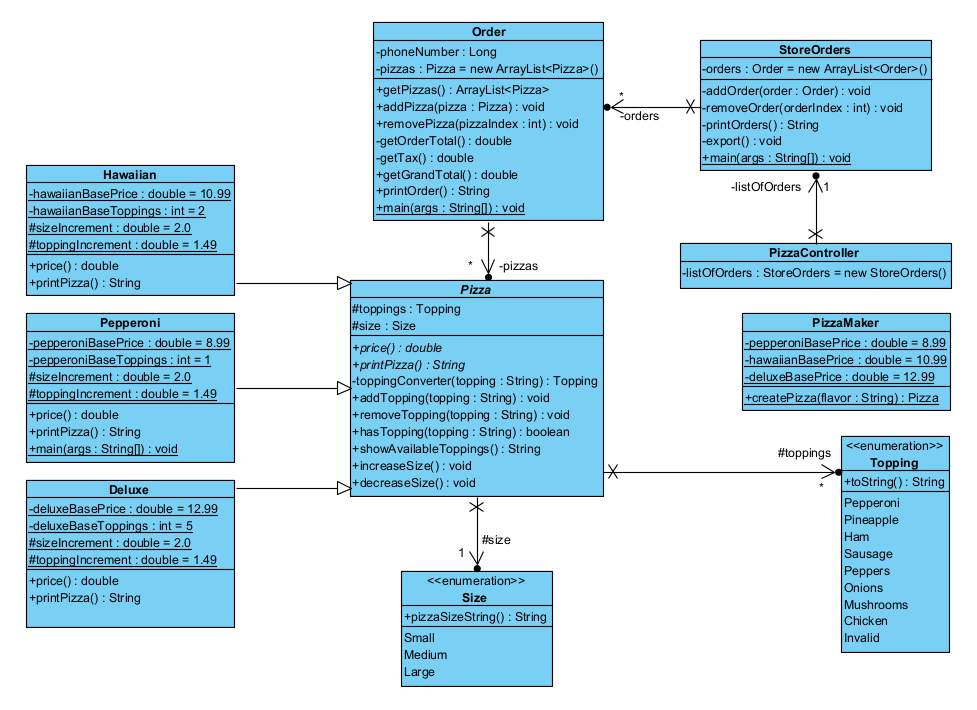 Order
-phoneNumber : Long
-pizzas : Pizza = new ArrayList<Pizza>()
+getPizzas() : ArrayList<Pizza>
+addPizza(pizza : Pizza) : void
+removePizza(pizzaIndex : int) : void
-getOrderTotal() : double
-getTax() : double
+getGrandTotal() : double
+printOrder() : String
+main(args : String[]) : void
*
-orders
StoreOrders
-orders : Order = new ArrayList<Order>()
-addOrder(order : Order) : void
-removeOrder(orderIndex : int) : void
-printOrders() : String
-export() : void
+main(args : String[]) : void
-listOfOrders
1
PizzaController
-listOfOrders : StoreOrders = new StoreOrders()
Hawaiian
-hawaiianBasePrice : double = 10.99
-hawaiianBaseToppings : int = 2
#sizeIncrement : double = 2.0
#toppingIncrement : double = 1.49
+price() : double
+printPizza() : String
*
-pizzas
Pizza
#toppings : Topping
#size : Size
+price() : double
+printPizza() : String
-toppingConverter(topping : String) : Topping
+addTopping(topping : String) : void
+removeTopping(topping : String) : void
+hasTopping(topping : String) : boolean
+showAvailableToppings() : String
+increaseSize() : void
+decreaseSize() : void
Pepperoni
-pepperoniBasePrice : double = 8.99
-pepperoniBaseToppings : int = 1
#sizeIncrement : double = 2.0
#toppingIncrement : double = 1.49
+price() : double
+printPizza() : String
+main(args : String[]) : void
PizzaMaker
-pepperoniBasePrice : double = 8.99
-hawaiianBasePrice : double = 10.99
-deluxeBasePrice : double = 12.99
+createPizza(flavor : String) : Pizza
Deluxe
-deluxeBasePrice : double = 12.99
-deluxeBaseToppings : int = 5
#sizeIncrement : double = 2.0
#toppingIncrement : double = 1.49
+price() : double
+printPizza() : String
#toppings
*
<<enumeration>>
Topping
+toString() : String
Pepperoni
Pineapple
Ham
Sausage
Peppers
Onions
Mushrooms
Chicken
Invalid
#size
1
<<enumeration>>
Size
+pizzaSizeString() : String
Small
Medium
Large